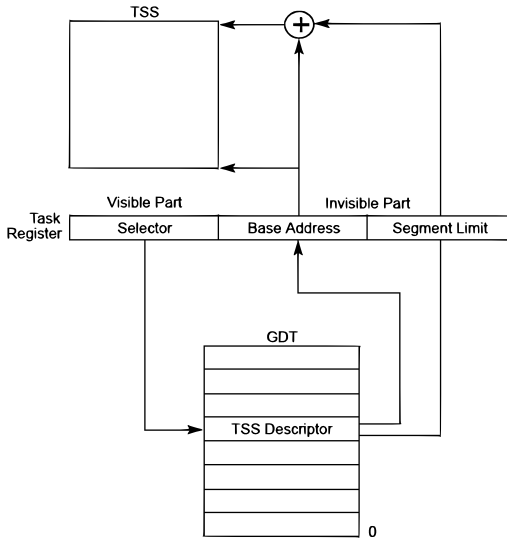 TSS
+
Visible Part
Invisible Part
Task
Register
Selector
Base Address
Segment Limit
GDT
TSS Descriptor
0